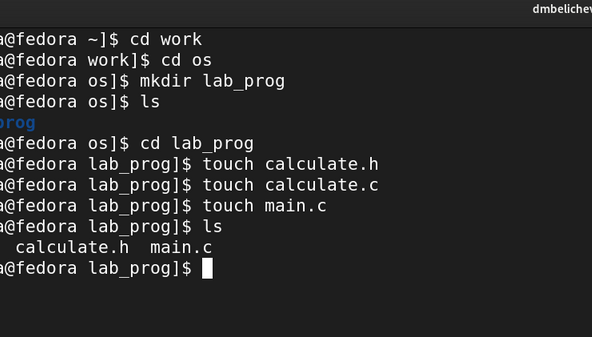 dmbelichev
a@fedora ~]$ cd work
a@fedora work]$ cd os
a@fedora os]$ mkdir lab_prog
a@fedora os]$ ls
prog
a@fedora os]$ cd lab_prog
a@fedora lab_prog]$ touch calculate.h
a@fedora lab_prog]$ touch calculate.c
a@fedora lab_prog]$ touch main.c
a@fedora lab_prog]$ ls
calculate.h main.c
a@fedora lab_prog]$